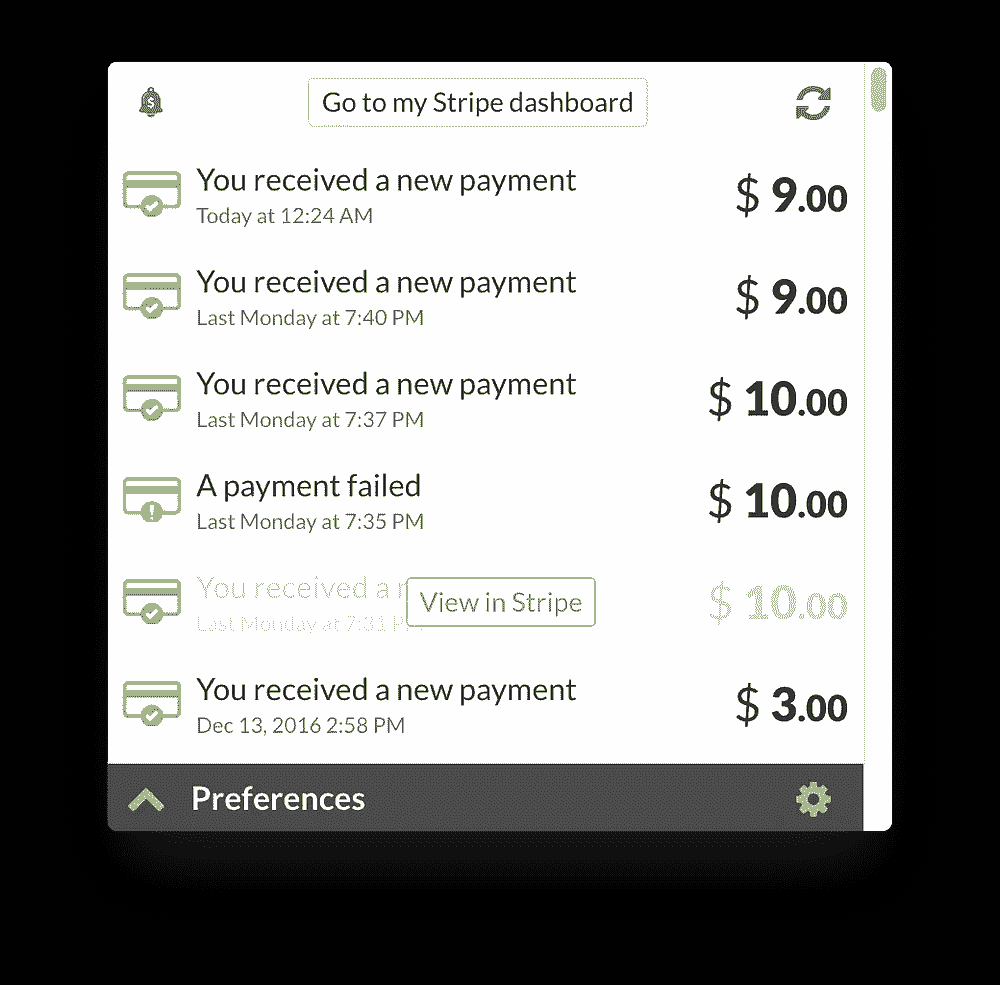 Go to my Stripe dashboard
You received a new payment
Today at 12:24 AM
$ 9.00
You received a new payment
Last Monday at 7:40 PM
$ 9.00
You received a new payment
Last Monday at 7:37 PM
$ 10.00
A payment failed
Last Monday at 7:35 PM
$ 10.00
You received a
View in Stripe
Last Monday at 7:31 PM
$ 10.00
You received a new payment
Dec 13, 2016 2:58 PM
$ 3.00
Preferences